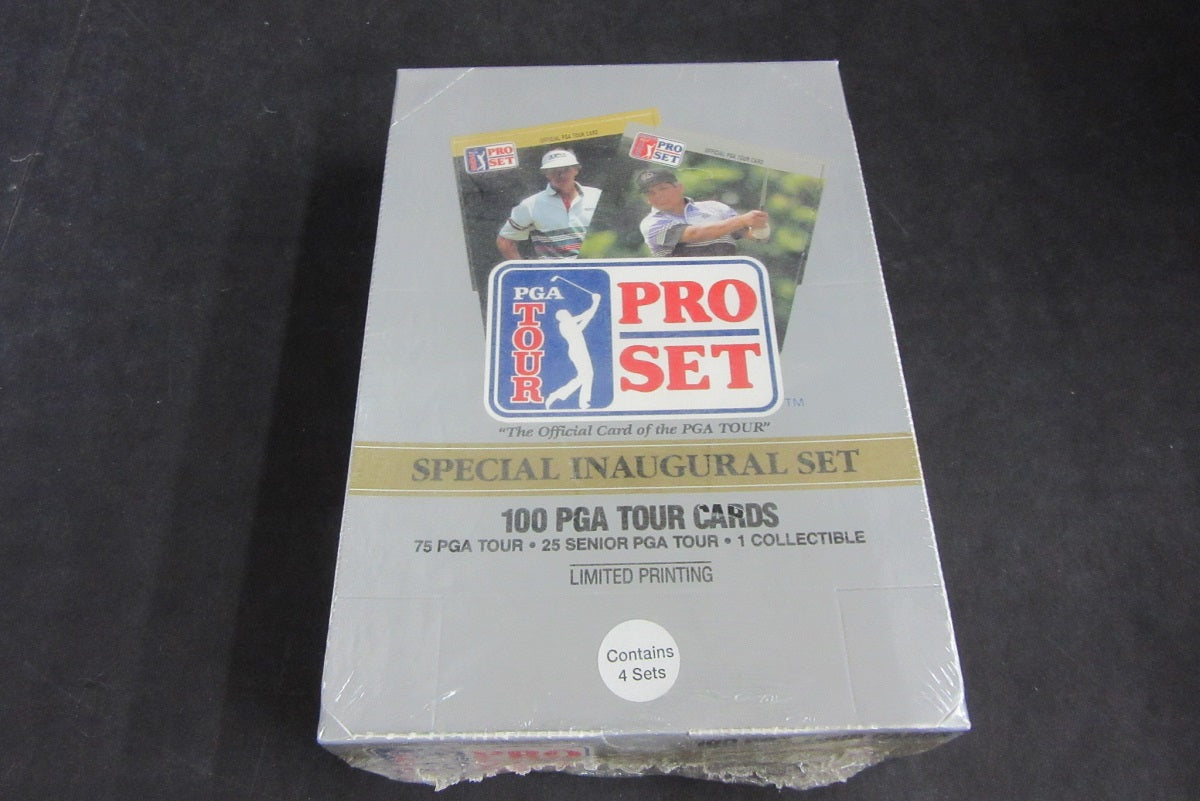 OFFICIAL PGA TOUR CARD
PRO
SET
OFFICIAL PGA TOUR CARD
PRO
SET
PGA
TOUR
PRO
SET
TM
"The Official Card of the PGA TOUR"
SPECIAL INAUGURAL SET
100 PGA TOUR CARDS
75 PGA TOUR • 25 SENIOR PGA TOUR • 1 COLLECTIBLE
LIMITED PRINTING
Contains
4 Sets
PRO